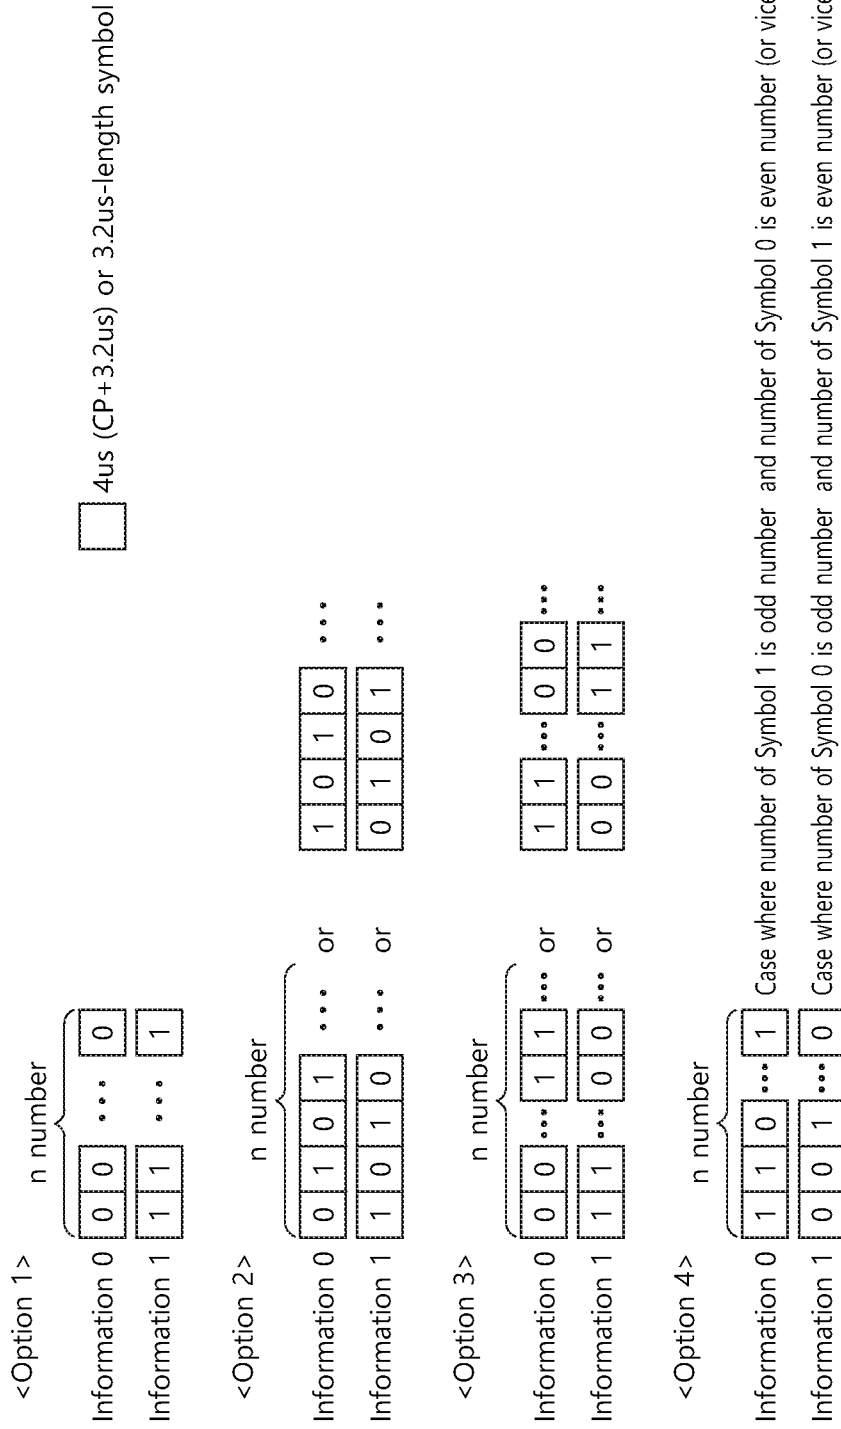 <Option 1>
n number
Information 0 0 0 ... 0
4us (CP+3.2us) or 3.2us-length symbol
Information 1 1 1 ... 1
<Option 2>
n number
Information 0 0 1 0 1 ... or 1 0 1 0 ...
Information 1 1 0 1 0 ... or 0 1 0 1 ...
<Option 3>
n number
Information 0 0 0 ... 1 1 ... or 1 1 ... 0 0 ...
Information 1 1 1 ... 0 0 ... or 0 0 ... 1 1 ...
<Option 4>
n number
Information 0 1 1 0 ... 1 Case where number of Symbol 1 is odd number and number of Symbol 0 is even number (or vice
Information 1 0 0 1 ... 0 Case where number of Symbol 0 is odd number and number of Symbol 1 is even number (or vice